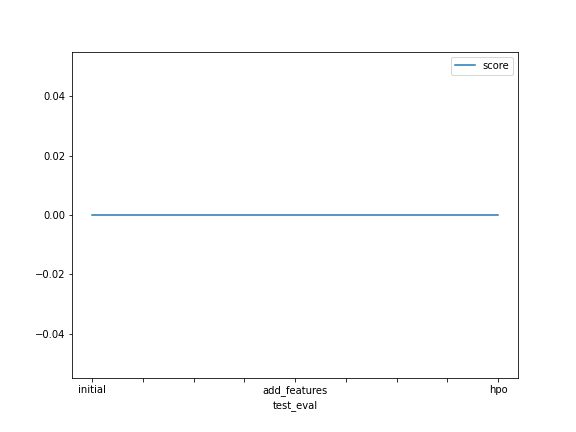 score
0.04
0.02
0.00
−0.02
−0.04
initial add_features hpo
test_eval